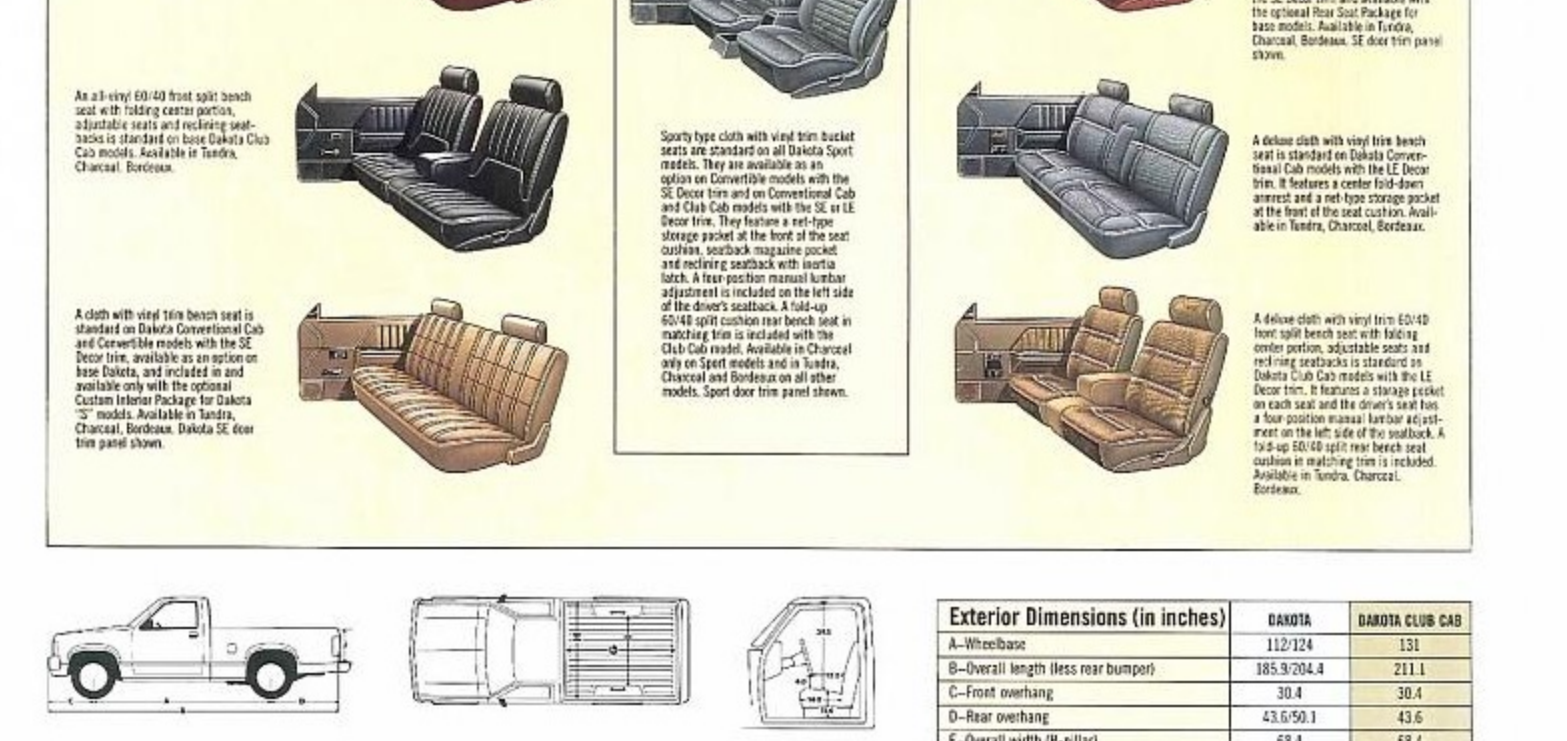 An all-vinyl 60/40 front split bench
seat with folding center portion,
adjustable seats and reclining seat-
backs is standard on base Dakota Club
Cab models. Available in Tundra,
Charcoal, Bordeaux.
A cloth with vinyl trim bench seat is
standard on Dakota Conventional Cab
and Convertible models with the SE
Decor trim, available as an option on
base Dakota, and included in and
available only with the optional
Custom Interior Package for Dakota
"S" models. Available in Tundra,
Charcoal, Bordeaux. Dakota SE door
trim panel shown.
Sporty type cloth with vinyl trim bucket
seats are standard on all Dakota Sport
models. They are available as an
option on Convertible models with the
SE Decor trim and on Conventional Cab
and Club Cab models with the SE or LE
Decor trim. They feature a net-type
storage pocket at the front of the seat
cushion, seatback magazine pocket
and reclining seatback with inertia
latch. A four-position manual lumbar
adjustment is included on the left side
of the driver's seatback. A fold-up
60/40 split cushion rear bench seat in
matching trim is included with the
Club Cab model. Available in Charcoal
only on Sport models and in Tundra,
Charcoal and Bordeaux on all other
models. Sport door trim panel shown.
the optional Rear Seat Package for
base models. Available in Tundra,
Charcoal, Bordeaux. SE door trim panel
shown.
A deluxe cloth with vinyl trim bench
seat is standard on Dakota Conven-
tional Cab models with the LE Decor
trim. It features a center fold-down
armrest and a net-type storage pocket
at the front of the seat cushion. Avail-
able in Tundra, Charcoal, Bordeaux.
A deluxe cloth with vinyl trim 60/40
front split bench seat with folding
center portion, adjustable seats and
reclining seatbacks is standard on
Dakota Club Cab models with the LE
Decor trim. It features a storage pocket
on each seat and the driver's seat has
a four-position manual lumbar adjust-
ment on the left side of the seatback. A
fold-up 60/40 split rear bench seat
cushion in matching trim is included.
Available in Tundra, Charcoal,
Bordeaux.
C A D
B
Exterior Dimensions (in inches) DAKOTA DAKOTA CLUB CAB
A–Wheelbase 112/124 131
B–Overall length (less rear bumper) 185.9/204.4 211.1
C–Front overhang 30.4 30.4
D–Rear overhang 43.6/50.1 43.6